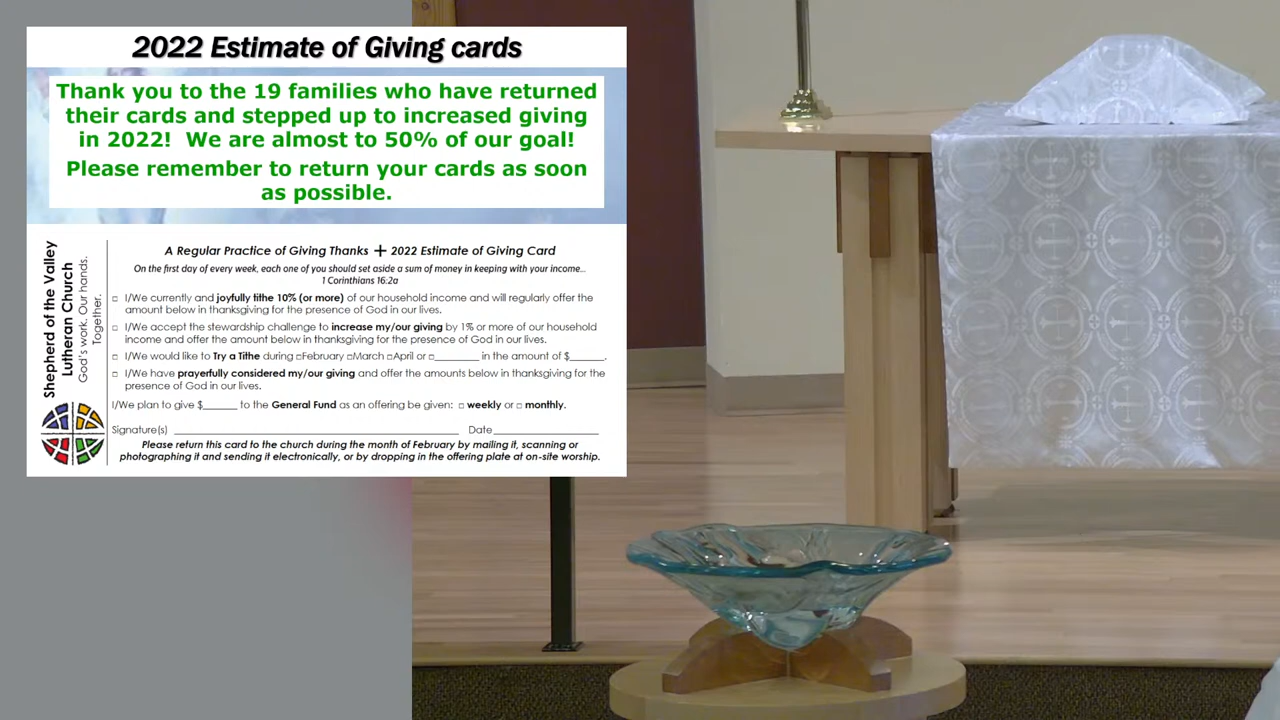 2022 Estimate of Giving cards
Thank you to the 19 families who have returned
their cards and stepped up to increased giving
in 2022! We are almost to 50% of our goal!
Please remember to return your cards as soon
as possible.
Shepherd of the Valley
Lutheran Church
God's work. Our hands.
Together.
A Regular Practice of Giving Thanks + 2022 Estimate of Giving Card
On the first day of every week, each one of you should set aside a sum of money in keeping with your income...
1 Corinthians 16:2a
□ I/We currently and joyfully tithe 10% (or more) of our household income and will regularly offer the
amount below in thanksgiving for the presence of God in our lives.
□ I/We accept the stewardship challenge to increase my/our giving by 1% or more of our household
income and offer the amount below in thanksgiving for the presence of God in our lives.
□ I/We would like to Try a Tithe during □February □March □April or □________ in the amount of $______.
□ I/We have prayerfully considered my/our giving and offer the amounts below in thanksgiving for the
presence of God in our lives.
I/We plan to give $______ to the General Fund as an offering be given: □ weekly or □ monthly.
Signature(s) ______________________________ Date____________
Please return this card to the church during the month of February by mailing it, scanning or
photographing it and sending it electronically, or by dropping in the offering plate at on-site worship.